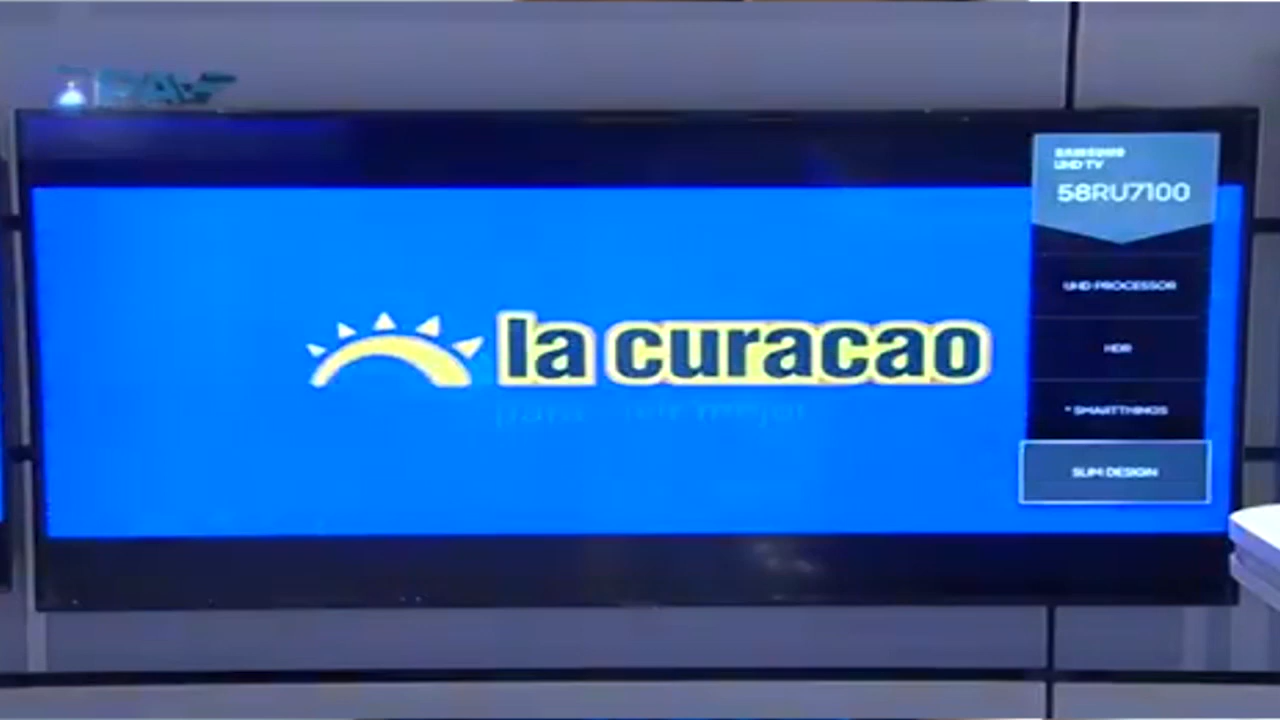 SAMSUNG
UHD TV
58RU7100
la curacao
UHD PROCESSOR
HDR
* SMARTTHINGS
SLIM DESIGN